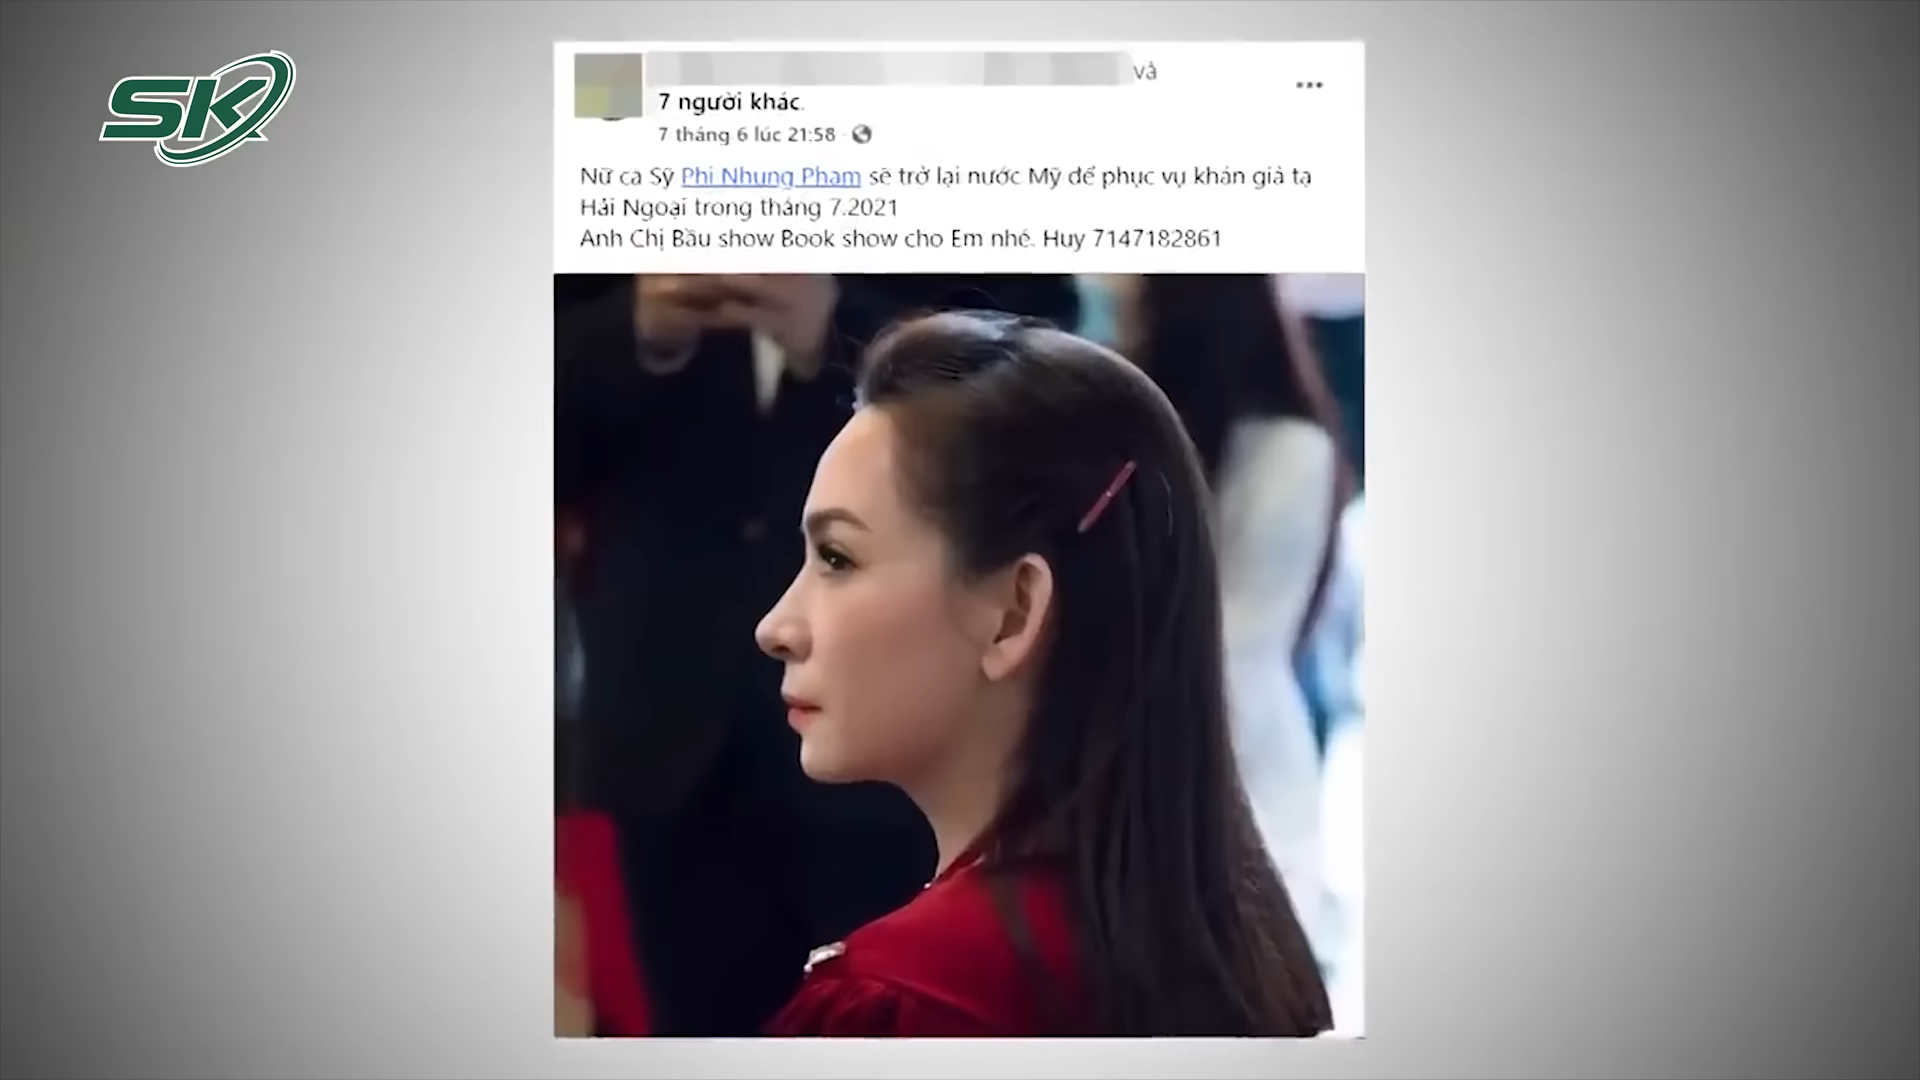 SK
và
7 người khác.
7 tháng 6 lúc 21:58 ·
Nữ ca Sỹ Phi Nhung Pham sẽ trở lại nước Mỹ để phục vụ khán giả tạ
Hải Ngoại trong tháng 7.2021
Anh Chị Bầu show Book show cho Em nhé. Huy 7147182861